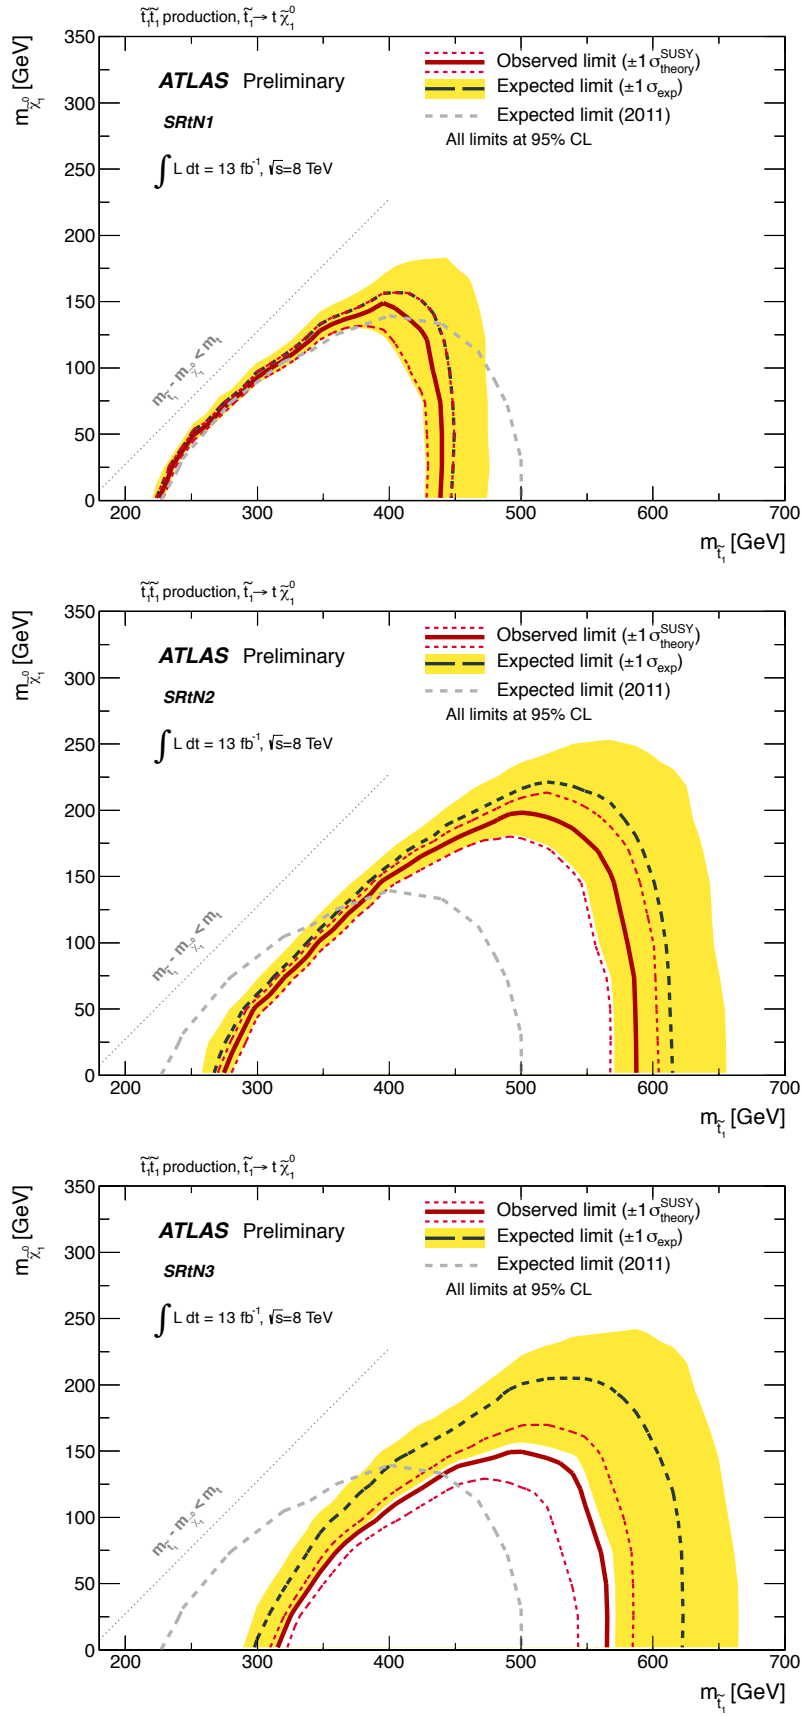 t̃₁t̃₁ production, t̃₁→ t χ̃₁⁰
m_χ̃₁⁰ [GeV]
350
300
250
200
150
100
50
0
ATLAS Preliminary
SRtN1
∫ L dt = 13 fb⁻¹, √s=8 TeV
Observed limit (±1 σ_theory^SUSY)
Expected limit (±1 σ_exp)
Expected limit (2011)
All limits at 95% CL
m_t̃₁ - m_χ̃₁⁰ < m_t
200 300 400 500 600 700
m_t̃₁ [GeV]
t̃₁t̃₁ production, t̃₁→ t χ̃₁⁰
m_χ̃₁⁰ [GeV]
350
300
250
200
150
100
50
0
ATLAS Preliminary
SRtN2
∫ L dt = 13 fb⁻¹, √s=8 TeV
Observed limit (±1 σ_theory^SUSY)
Expected limit (±1 σ_exp)
Expected limit (2011)
All limits at 95% CL
m_t̃₁ - m_χ̃₁⁰ < m_t
200 300 400 500 600 700
m_t̃₁ [GeV]
t̃₁t̃₁ production, t̃₁→ t χ̃₁⁰
m_χ̃₁⁰ [GeV]
350
300
250
200
150
100
50
0
ATLAS Preliminary
SRtN3
∫ L dt = 13 fb⁻¹, √s=8 TeV
Observed limit (±1 σ_theory^SUSY)
Expected limit (±1 σ_exp)
Expected limit (2011)
All limits at 95% CL
m_t̃₁ - m_χ̃₁⁰ < m_t
200 300 400 500 600 700
m_t̃₁ [GeV]